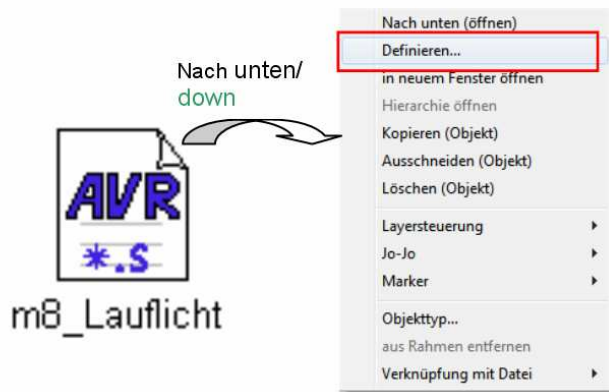 Nach unten/
down
AVR
*.S
m8_Lauflicht
Nach unten (öffnen)
Definieren...
in neuem Fenster öffnen
Hierarchie öffnen
Kopieren (Objekt)
Ausschneiden (Objekt)
Löschen (Objekt)
Layersteuerung
Jo-Jo
Marker
Objekttyp...
aus Rahmen entfernen
Verknüpfung mit Datei